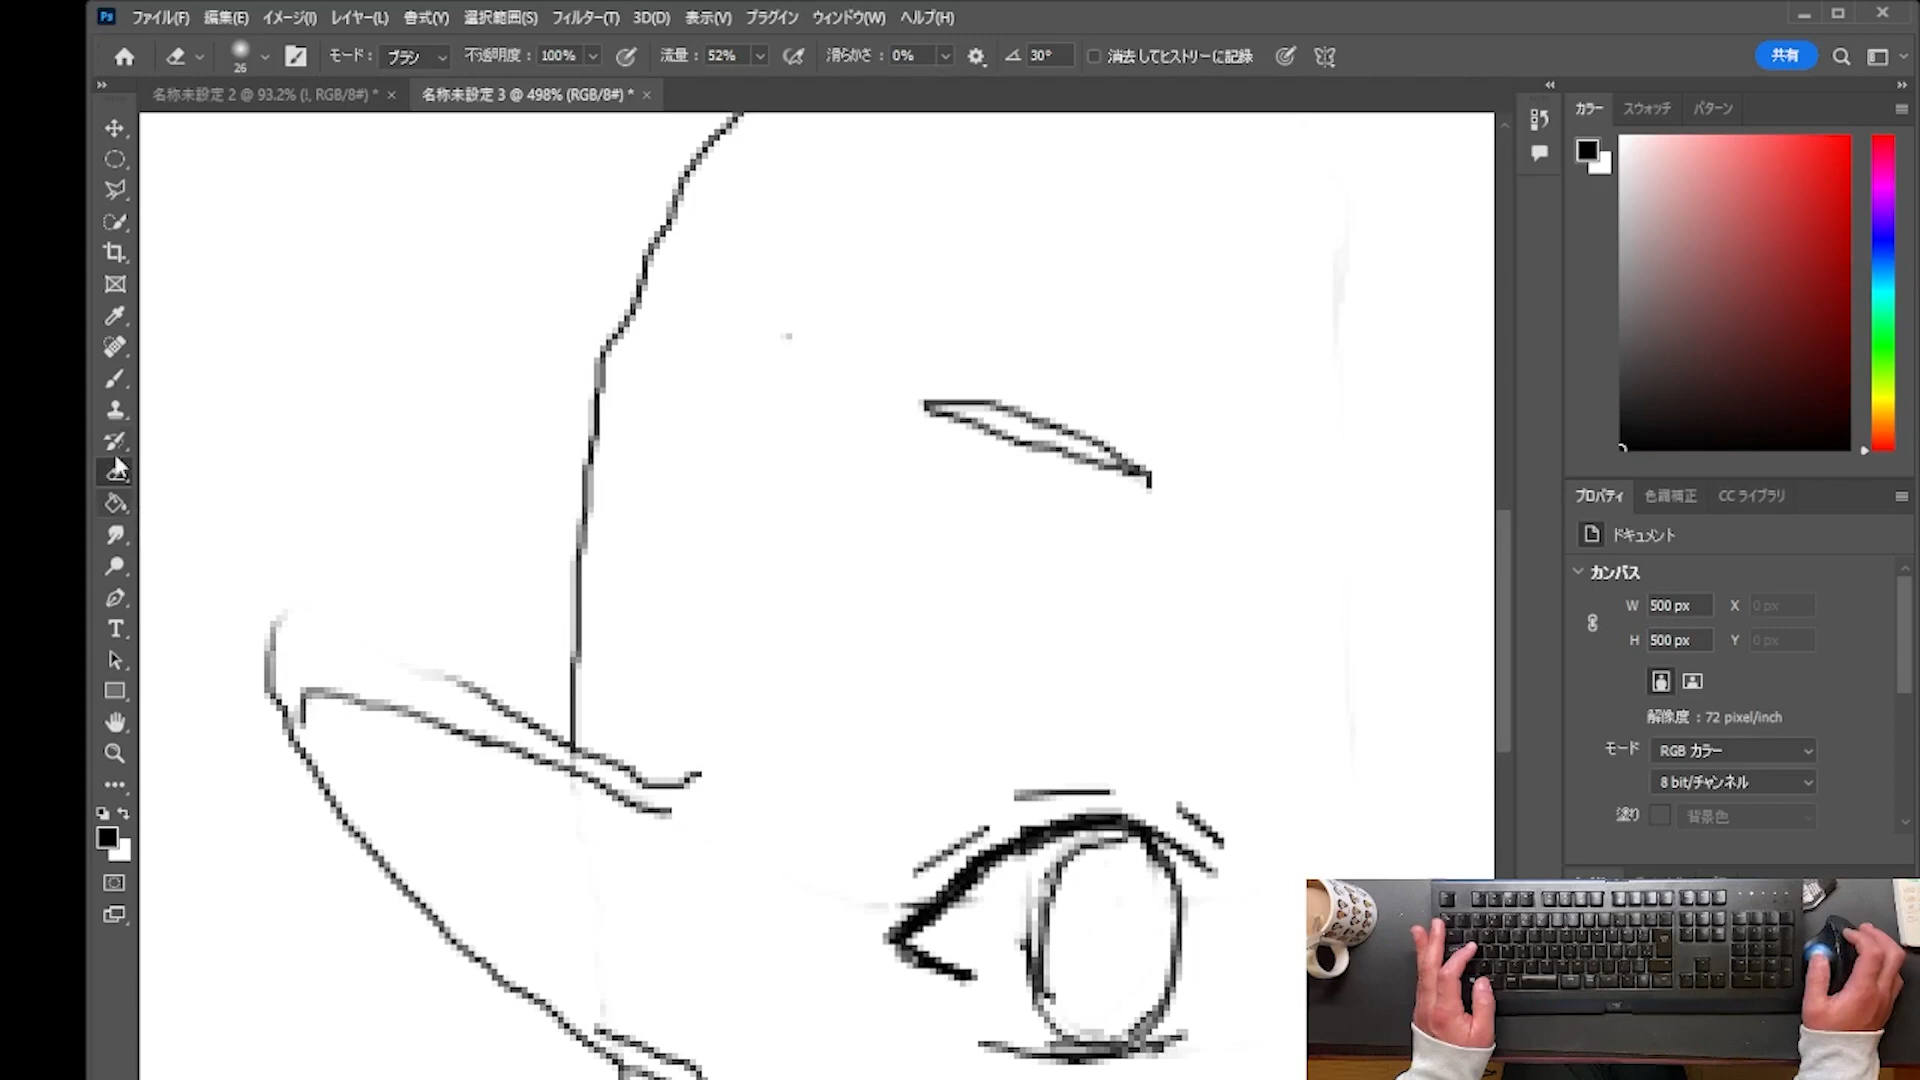 Ps ファイル(F) 編集(E) イメージ(I) レイヤー(L) 書式(Y) 選択範囲(S) フィルター(T) 3D(D) 表示(V) プラグイン ウィンドウ(W) ヘルプ(H)
26 モード： ブラシ 不透明度： 100% 流量： 52% 滑らかさ： 0% 30° 消去してヒストリーに記録 共有
名称未設定 2 @ 93.2% (I, RGB/8#) * × 名称未設定 3 @ 498% (RGB/8#) * ×
カラー スウォッチ パターン
プロパティ 色調補正 CC ライブラリ
ドキュメント
カンバス
W 500 px X 0 px
H 500 px Y 0 px
解像度 : 72 pixel/inch
モード RGB カラー
8 bit/チャンネル
塗り 背景色